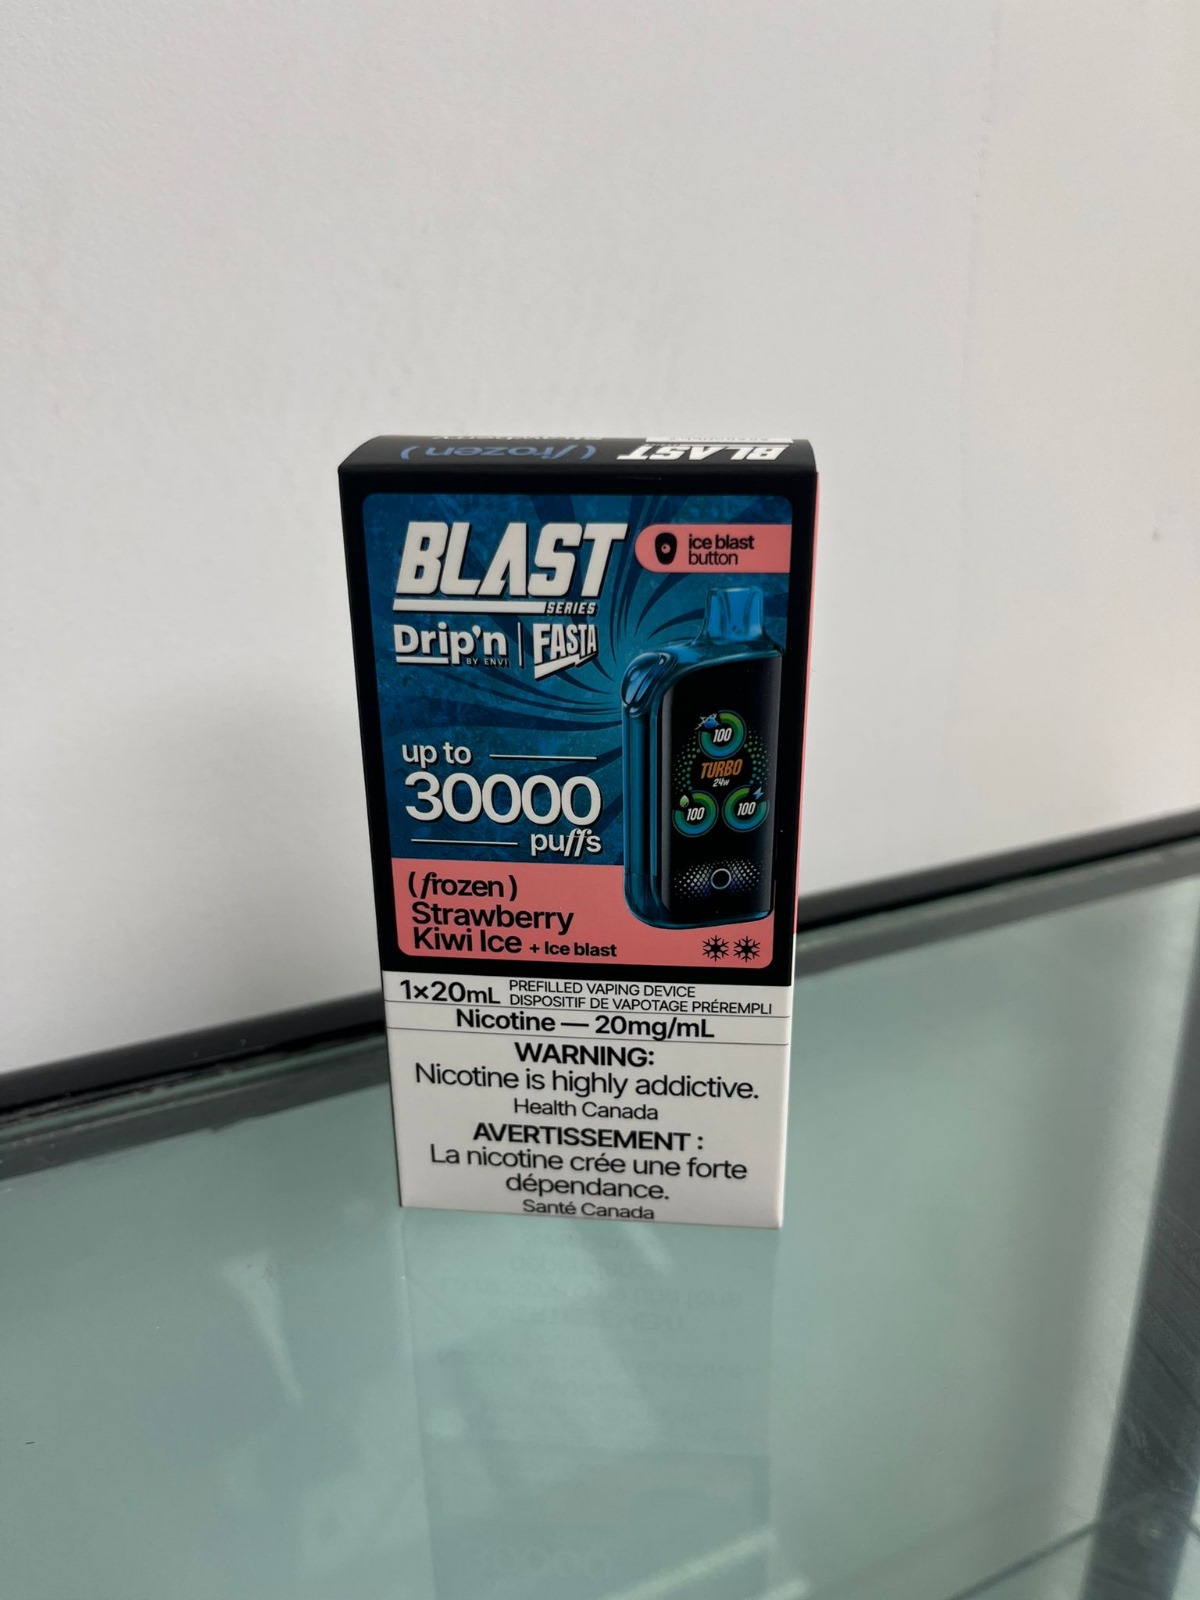 (frozen) BLAST
BLAST
SERIES
ice blast
button
Drip'n | FASTA
BY ENVI
up to
30000
puffs
100
TURBO
24w
100 100
(frozen)
Strawberry
Kiwi Ice + Ice blast
1×20mL PREFILLED VAPING DEVICE
DISPOSITIF DE VAPOTAGE PRÉREMPLI
Nicotine — 20mg/mL
WARNING:
Nicotine is highly addictive.
Health Canada
AVERTISSEMENT :
La nicotine crée une forte
dépendance.
Santé Canada